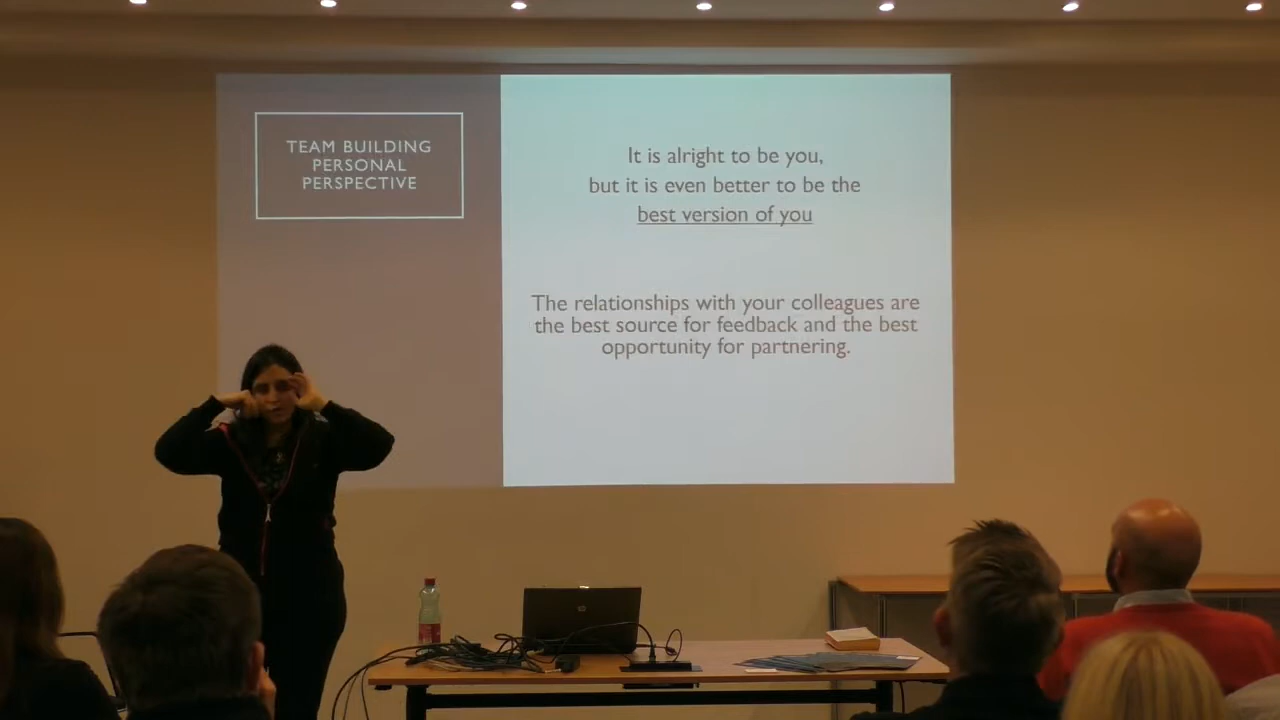 TEAM BUILDING
PERSONAL
PERSPECTIVE
It is alright to be you,
but it is even better to be the
best version of you
The relationships with your colleagues are
the best source for feedback and the best
opportunity for partnering.